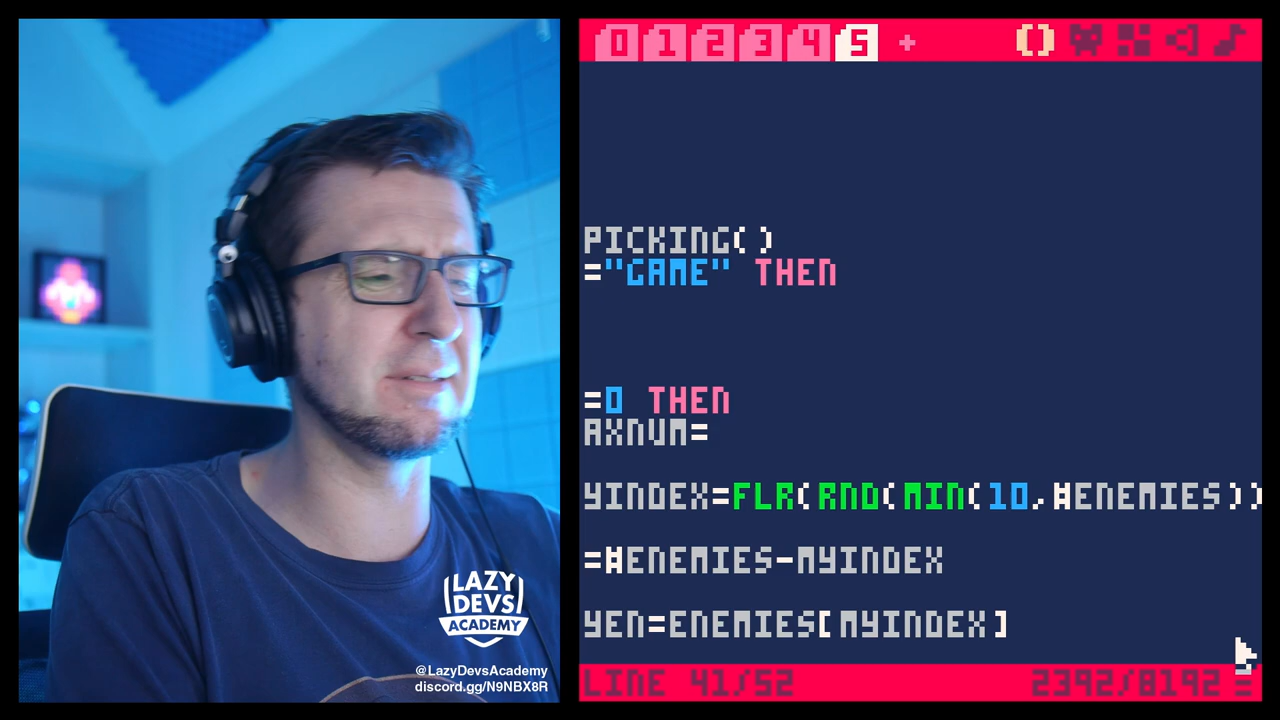 0 1 2 3 4 5 +
PICKING()
="GAME" THEN
=0 THEN
AXNUM=
YINDEX=FLR(RND(MIN(10,#ENEMIES))
=#ENEMIES-MYINDEX
YEN=ENEMIES[MYINDEX]
LINE 41/52 2392/8192
LAZY
DEVS
ACADEMY
@LazyDevsAcademy
discord.gg/N9NBX8R